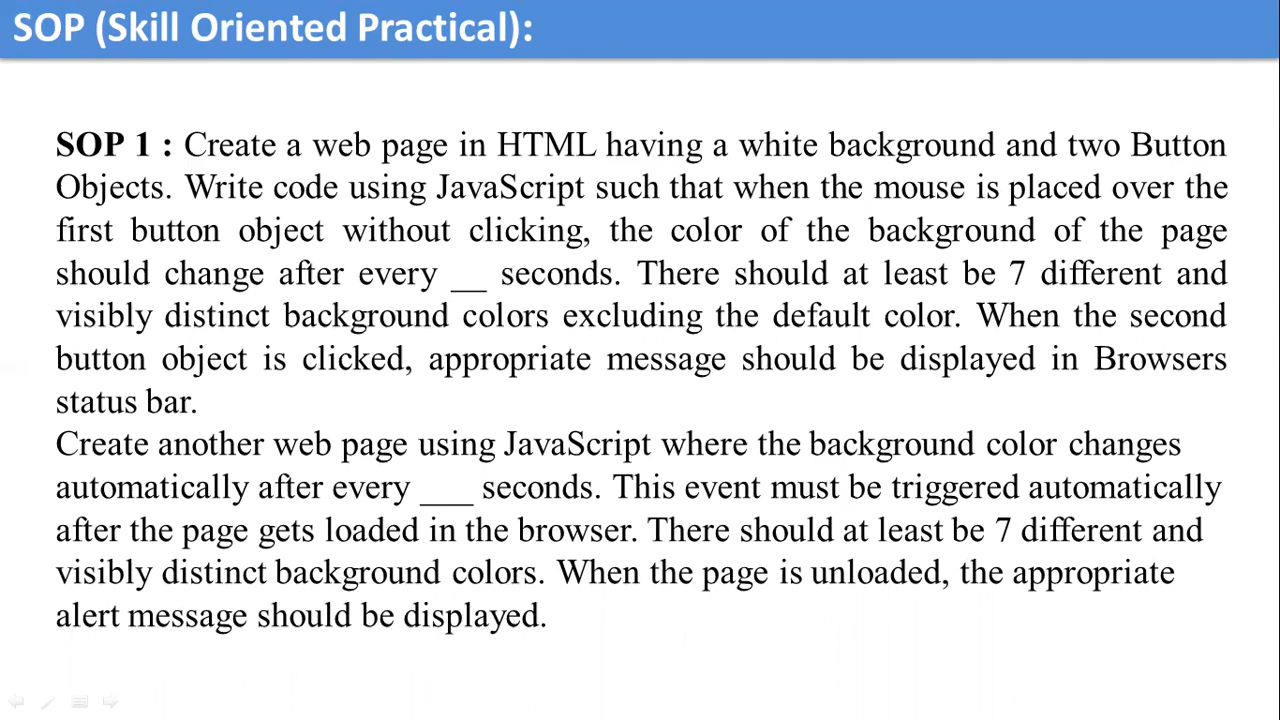 SOP (Skill Oriented Practical):
SOP 1 : Create a web page in HTML having a white background and two Button
Objects. Write code using JavaScript such that when the mouse is placed over the
first button object without clicking, the color of the background of the page
should change after every __ seconds. There should at least be 7 different and
visibly distinct background colors excluding the default color. When the second
button object is clicked, appropriate message should be displayed in Browsers
status bar.
Create another web page using JavaScript where the background color changes
automatically after every ___ seconds. This event must be triggered automatically
after the page gets loaded in the browser. There should at least be 7 different and
visibly distinct background colors. When the page is unloaded, the appropriate
alert message should be displayed.